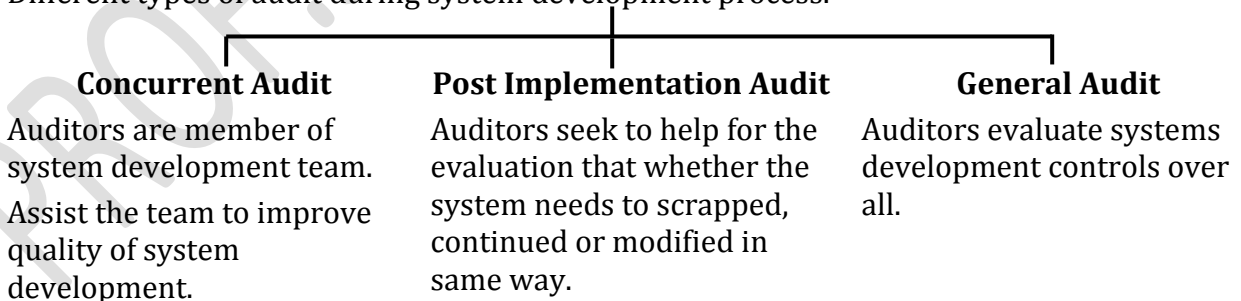 Different types of audit during system development process:
Concurrent Audit
Auditors are member of
system development team.
Assist the team to improve
quality of system
development.
Post Implementation Audit
Auditors seek to help for the
evaluation that whether the
system needs to scrapped,
continued or modified in
same way.
General Audit
Auditors evaluate systems
development controls over
all.